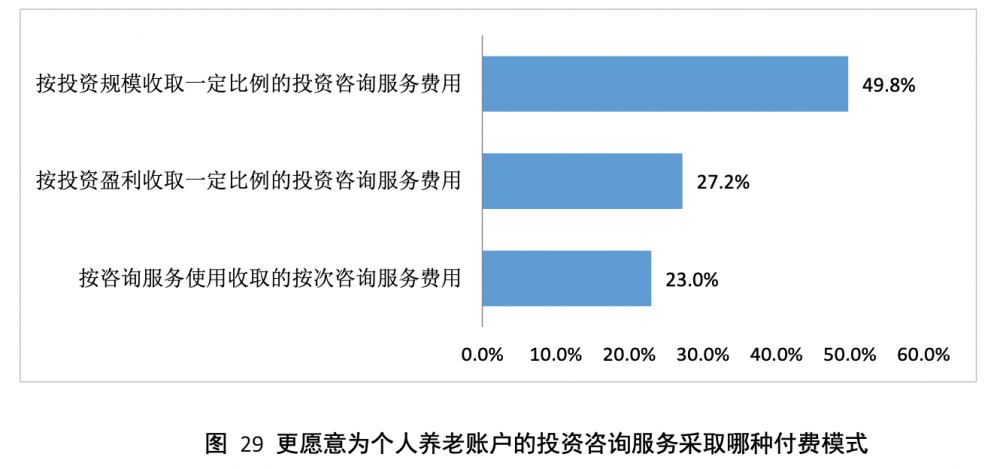 按投资规模收取一定比例的投资咨询服务费用 49.8%
按投资盈利收取一定比例的投资咨询服务费用 27.2%
按咨询服务使用收取的按次咨询服务费用 23.0%
0.0% 10.0% 20.0% 30.0% 40.0% 50.0% 60.0%
图 29 更愿意为个人养老账户的投资咨询服务采取哪种付费模式